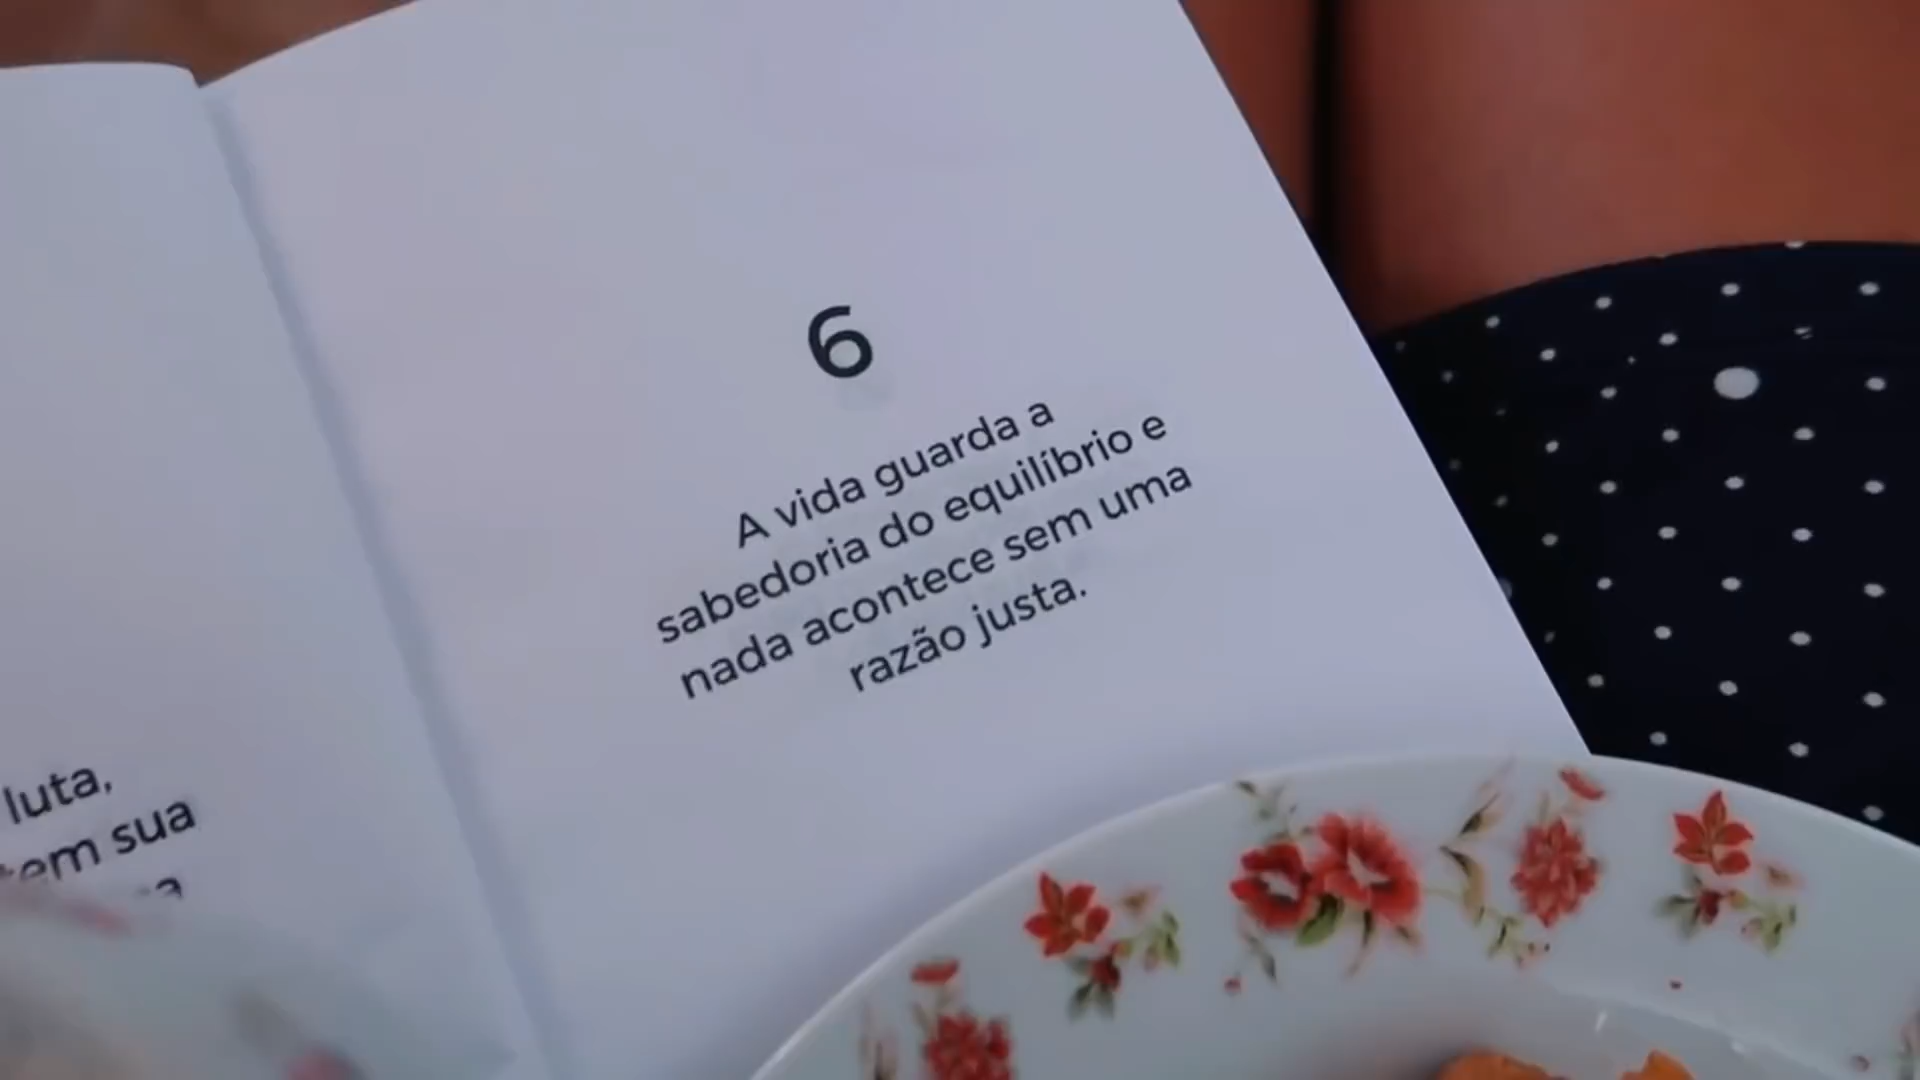 luta,
sua
6
A vida guarda a
sabedoria do equilíbrio e
nada acontece sem uma
razão justa.